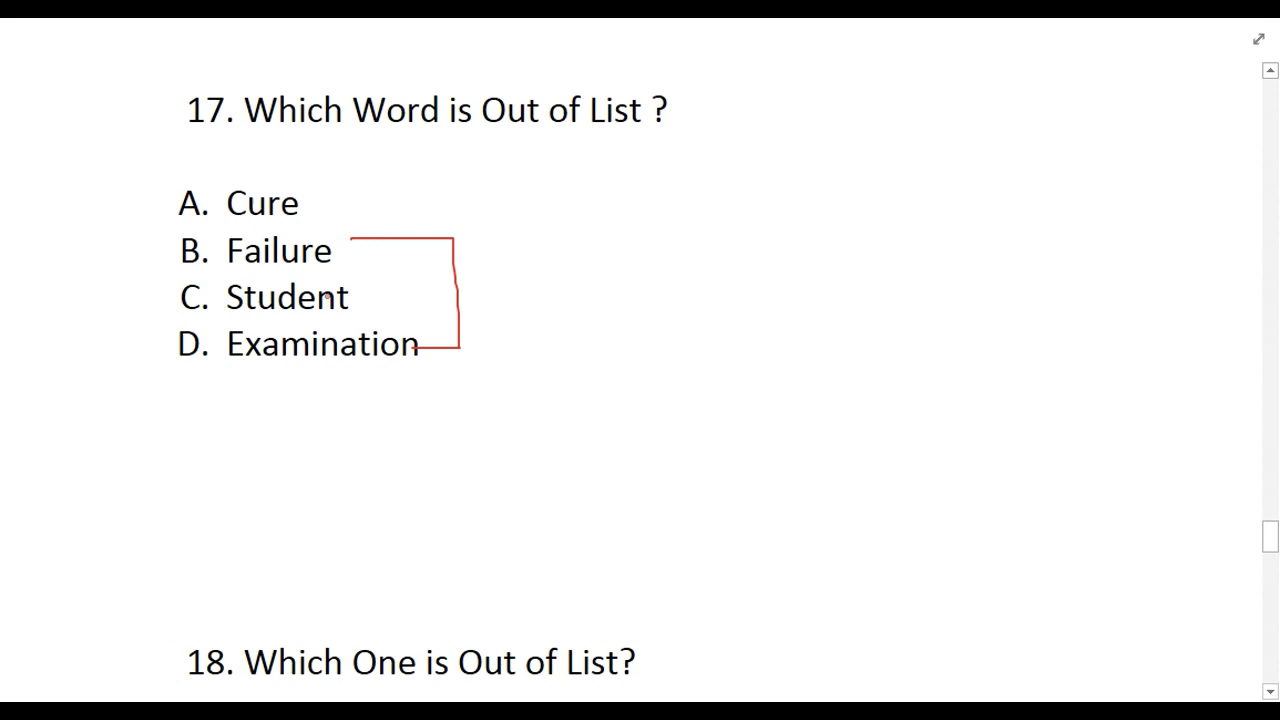 17. Which Word is Out of List ?
A. Cure
B. Failure
C. Student
D. Examination
18. Which One is Out of List?